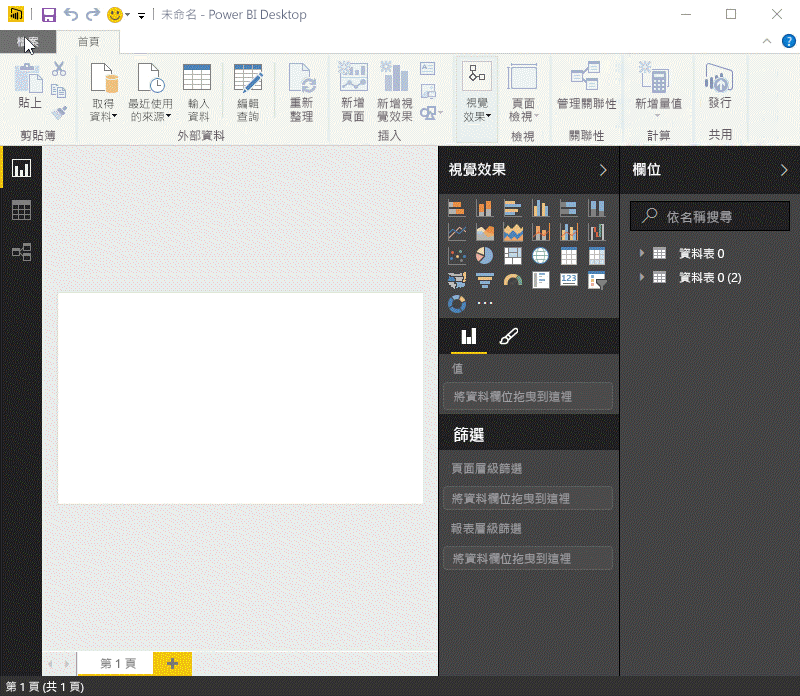 未命名 - Power BI Desktop
檔案 首頁
貼上
取得資料
最近使用的來源
輸入資料
編輯查詢
重新整理
新增頁面
新增視覺效果
視覺效果
頁面檢視
管理關聯性
新增量值
發行
剪貼簿 外部資料 插入 檢視 關聯性 計算 共用
視覺效果
欄位
依名稱搜尋
資料表 0
資料表 0 (2)
123
值
將資料欄位拖曳到這裡
篩選
頁面層級篩選
將資料欄位拖曳到這裡
報表層級篩選
將資料欄位拖曳到這裡
第 1 頁
第 1 頁 (共 1 頁)